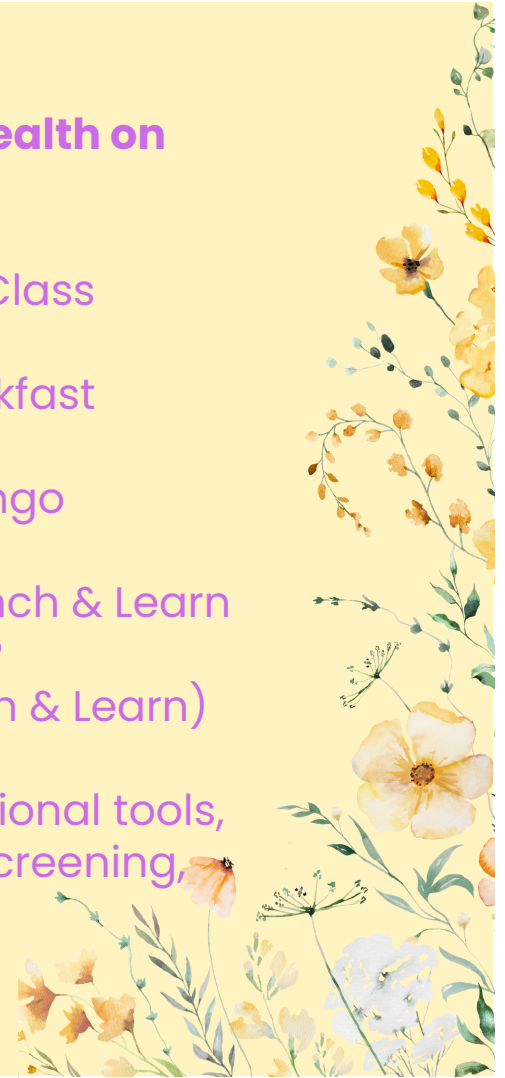 ealth on
Class
kfast
ngo
nch & Learn
n & Learn)
ional tools,
creening,